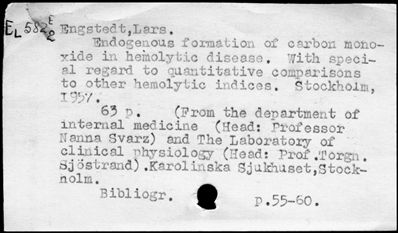 EL 582 E2 Engstedt,Lars.
Endogenous formation of carbon mono-
xide in hemolytic disease. With speci-
al regard to quantitative comparisons
to other hemolytic indices. Stockholm,
1957.
63 p. (From the department of
internal medicine (Head: Professor
Nanna Svarz) and The Laboratory of
clinical physiology (Head: Prof.Torgn.
Sjöstrand).Karolinska Sjukhuset,Stock-
holm.
Bibliogr. p.55-60.